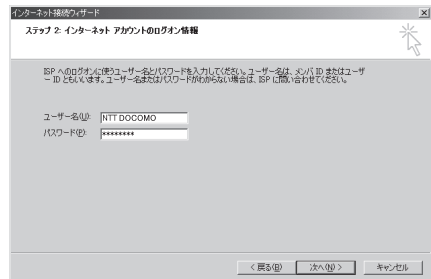 インターネット接続ウィザード
ステップ 2: インターネット アカウントのログオン情報
ISP へのログオンに使うユーザー名とパスワードを入力してください。ユーザー名は、メンバ ID またはユーザ
ー ID ともいいます。ユーザー名またはパスワードがわからない場合は、ISP に問い合わせてください。
ユーザー名(U): NTT DOCOMO
パスワード(P): ********
< 戻る(B) 次へ(N) > キャンセル